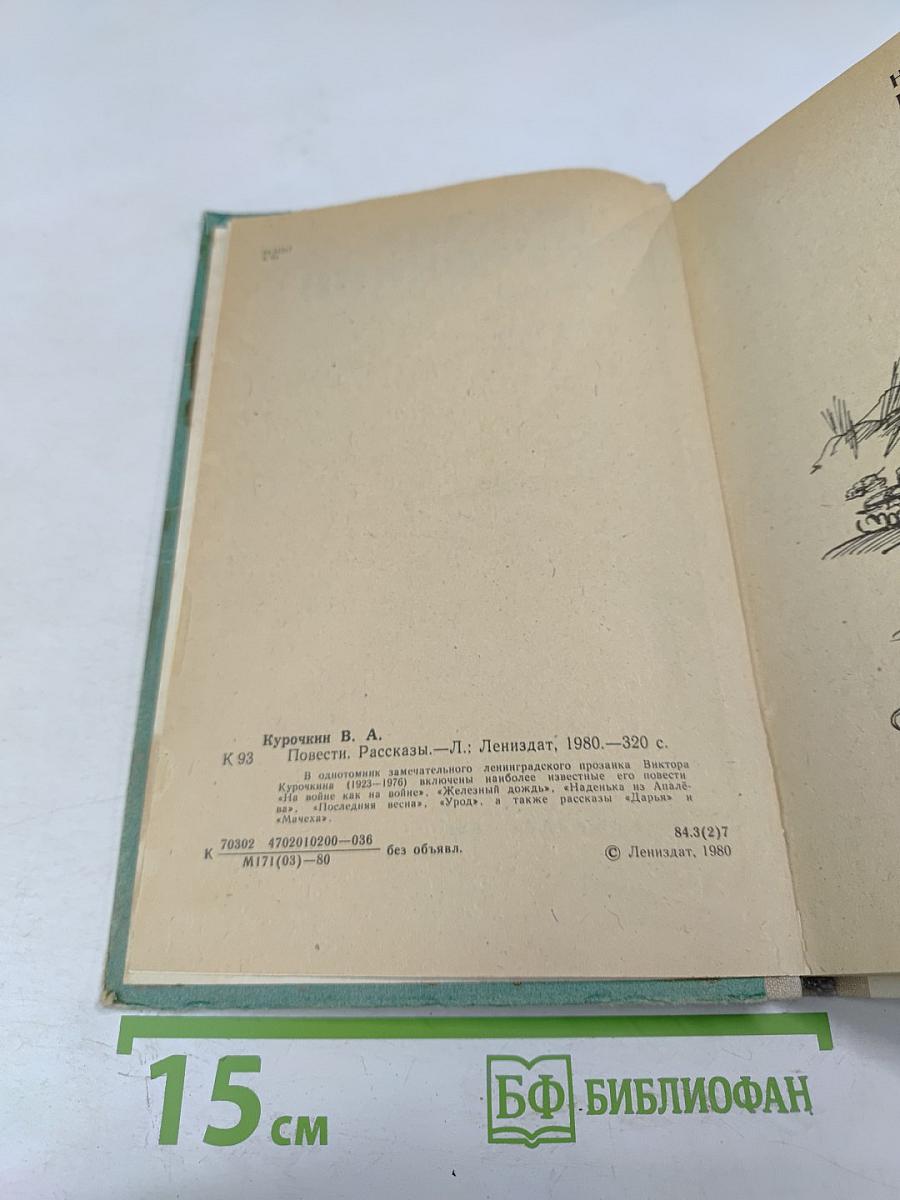 Курочкин В. А.
К 93 Повести. Рассказы.—Л.: Лениздат, 1980.—320 с.
В однотомник замечательного ленинградского прозаика Виктора
Курочкина (1923—1976) включены наиболее известные его повести
«На войне как на войне», «Железный дождь», «Наденька из Апалё-
ва», «Последняя весна», «Урод», а также рассказы «Дарья» и
«Мачеха».
К 70302 4702010200—036 без объявл.
М171(03)—80
84.3(2)7
© Лениздат, 1980
15 см
БФ БИБЛИОФАН